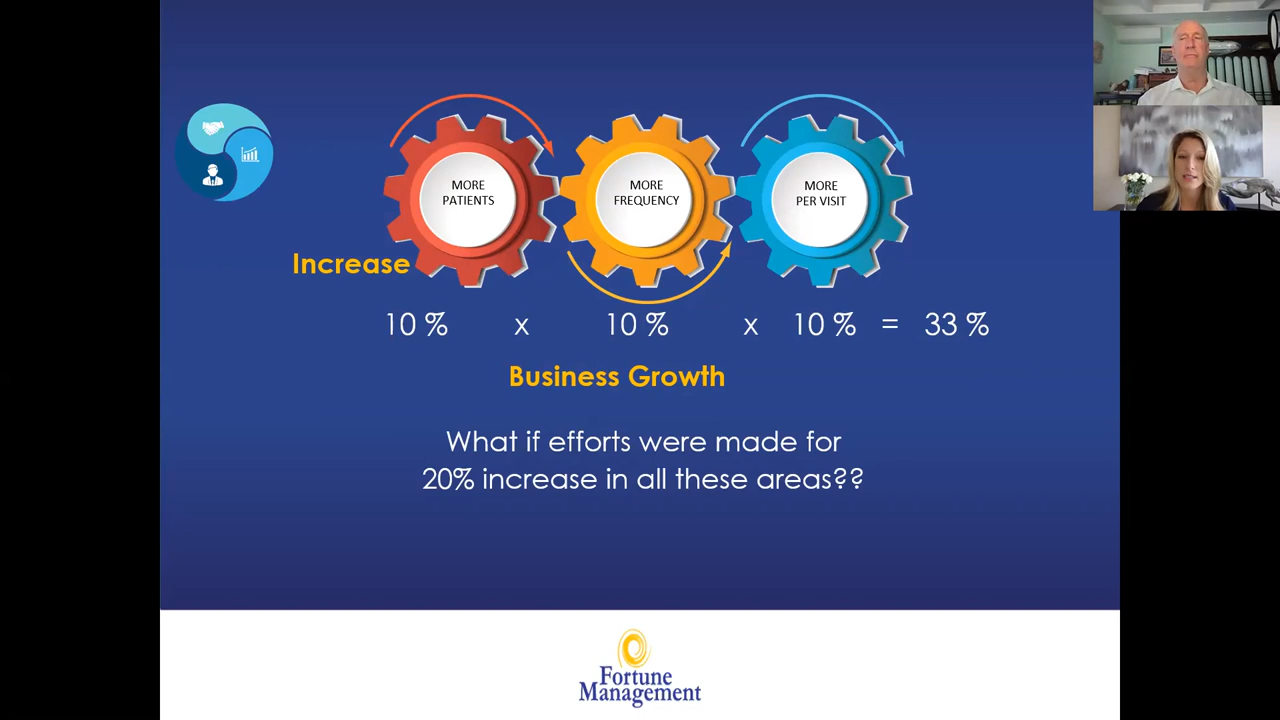 MORE
PATIENTS
MORE
FREQUENCY
MORE
PER VISIT
Increase
10 % x 10 % x 10 % = 33 %
Business Growth
What if efforts were made for
20% increase in all these areas??
Fortune
Management